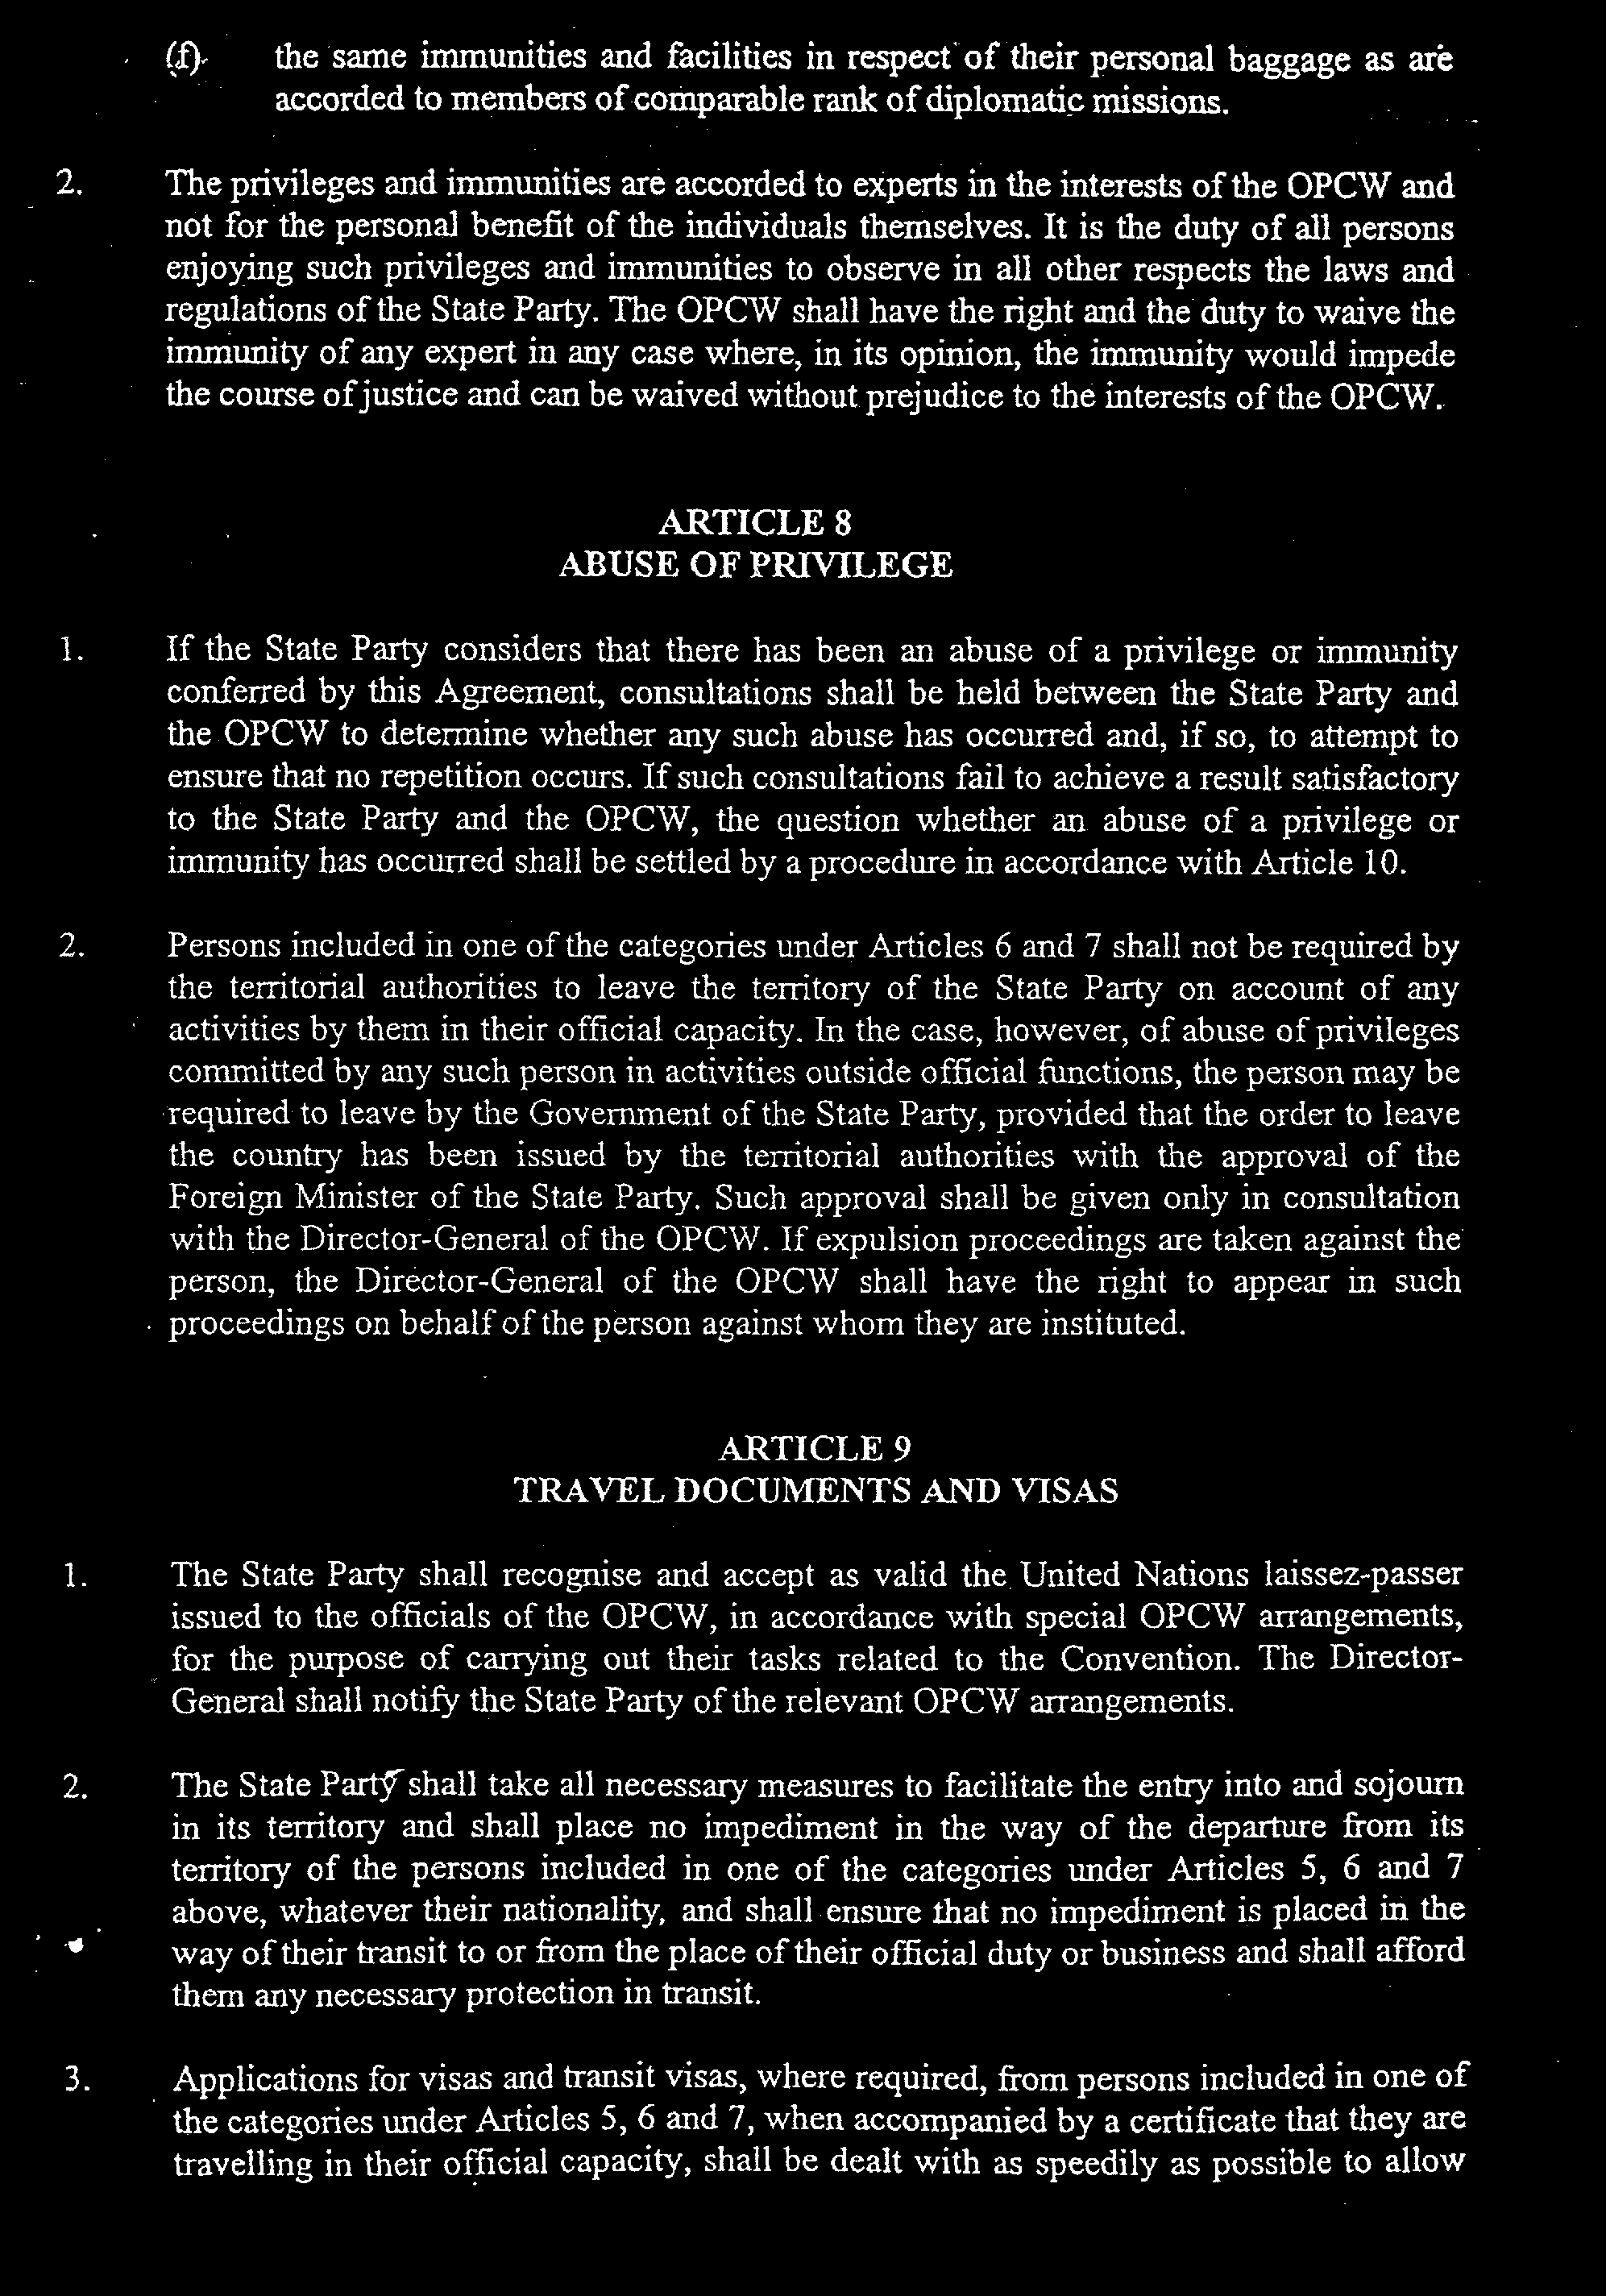 (f) the same immunities and facilities in respect of their personal baggage as are
accorded to members of comparable rank of diplomatic missions.
2. The privileges and immunities are accorded to experts in the interests of the OPCW and
not for the personal benefit of the individuals themselves. It is the duty of all persons
enjoying such privileges and immunities to observe in all other respects the laws and
regulations of the State Party. The OPCW shall have the right and the duty to waive the
immunity of any expert in any case where, in its opinion, the immunity would impede
the course of justice and can be waived without prejudice to the interests of the OPCW.
ARTICLE 8
ABUSE OF PRIVILEGE
1. If the State Party considers that there has been an abuse of a privilege or immunity
conferred by this Agreement, consultations shall be held between the State Party and
the OPCW to determine whether any such abuse has occurred and, if so, to attempt to
ensure that no repetition occurs. If such consultations fail to achieve a result satisfactory
to the State Party and the OPCW, the question whether an abuse of a privilege or
immunity has occurred shall be settled by a procedure in accordance with Article 10.
2. Persons included in one of the categories under Articles 6 and 7 shall not be required by
the territorial authorities to leave the territory of the State Party on account of any
activities by them in their official capacity. In the case, however, of abuse of privileges
committed by any such person in activities outside official functions, the person may be
required to leave by the Government of the State Party, provided that the order to leave
the country has been issued by the territorial authorities with the approval of the
Foreign Minister of the State Party. Such approval shall be given only in consultation
with the Director-General of the OPCW. If expulsion proceedings are taken against the
person, the Director-General of the OPCW shall have the right to appear in such
proceedings on behalf of the person against whom they are instituted.
ARTICLE 9
TRAVEL DOCUMENTS AND VISAS
1. The State Party shall recognise and accept as valid the United Nations laissez-passer
issued to the officials of the OPCW, in accordance with special OPCW arrangements,
for the purpose of carrying out their tasks related to the Convention. The Director-
General shall notify the State Party of the relevant OPCW arrangements.
2. The State Party shall take all necessary measures to facilitate the entry into and sojourn
in its territory and shall place no impediment in the way of the departure from its
territory of the persons included in one of the categories under Articles 5, 6 and 7
above, whatever their nationality, and shall ensure that no impediment is placed in the
way of their transit to or from the place of their official duty or business and shall afford
them any necessary protection in transit.
3. Applications for visas and transit visas, where required, from persons included in one of
the categories under Articles 5, 6 and 7, when accompanied by a certificate that they are
travelling in their official capacity, shall be dealt with as speedily as possible to allow